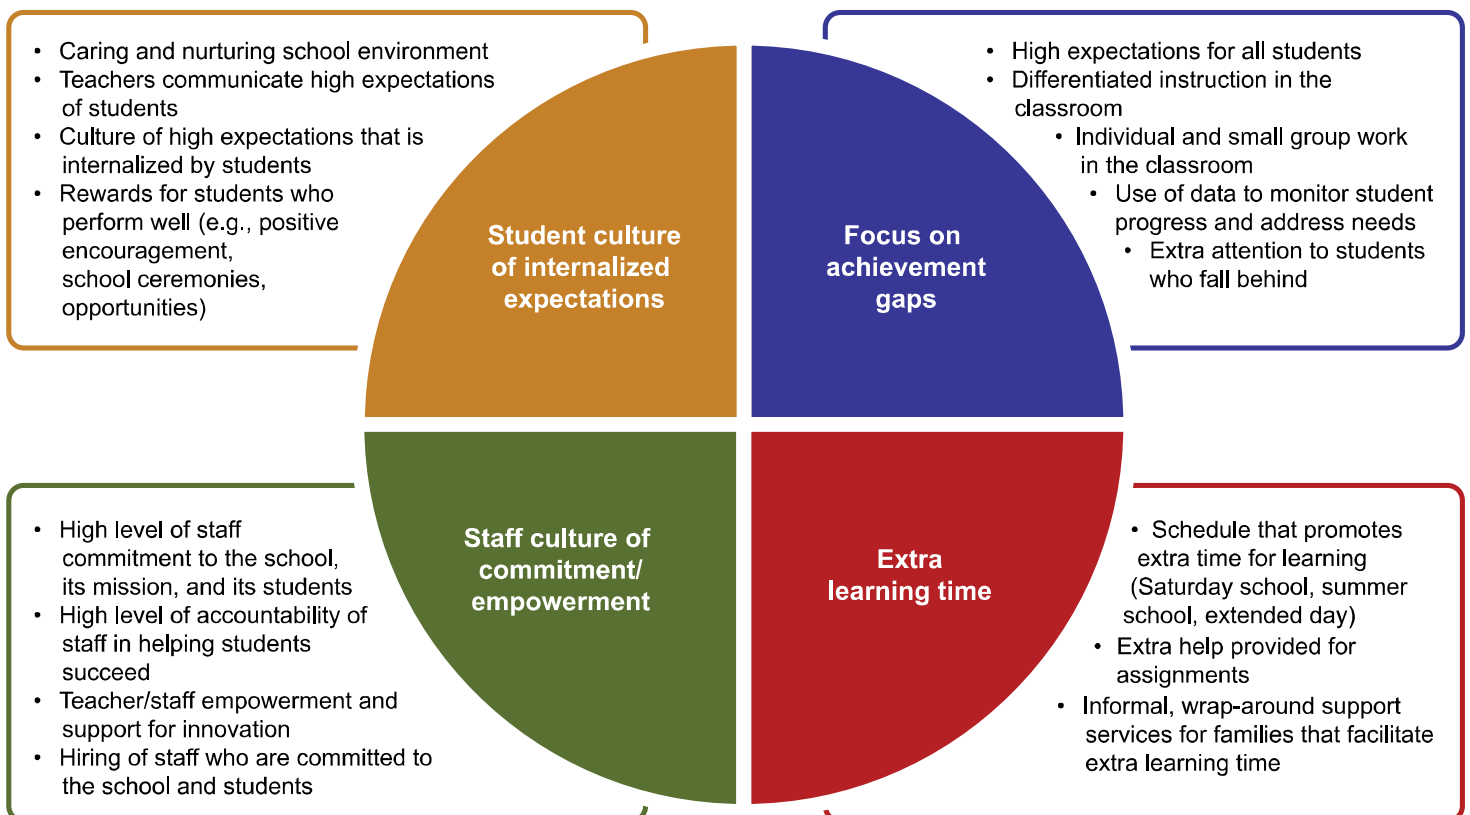 • Caring and nurturing school environment
• Teachers communicate high expectations
of students
• Culture of high expectations that is
internalized by students
• Rewards for students who
perform well (e.g., positive
encouragement,
school ceremonies,
opportunities)
Student culture
of internalized
expectations
Focus on
achievement
gaps
• High expectations for all students
• Differentiated instruction in the
classroom
• Individual and small group work
in the classroom
• Use of data to monitor student
progress and address needs
• Extra attention to students
who fall behind
• High level of staff
commitment to the school,
its mission, and its students
• High level of accountability of
staff in helping students
succeed
• Teacher/staff empowerment and
support for innovation
• Hiring of staff who are committed to
the school and students
Staff culture of
commitment/
empowerment
Extra
learning time
• Schedule that promotes
extra time for learning
(Saturday school, summer
school, extended day)
• Extra help provided for
assignments
• Informal, wrap-around support
services for families that facilitate
extra learning time